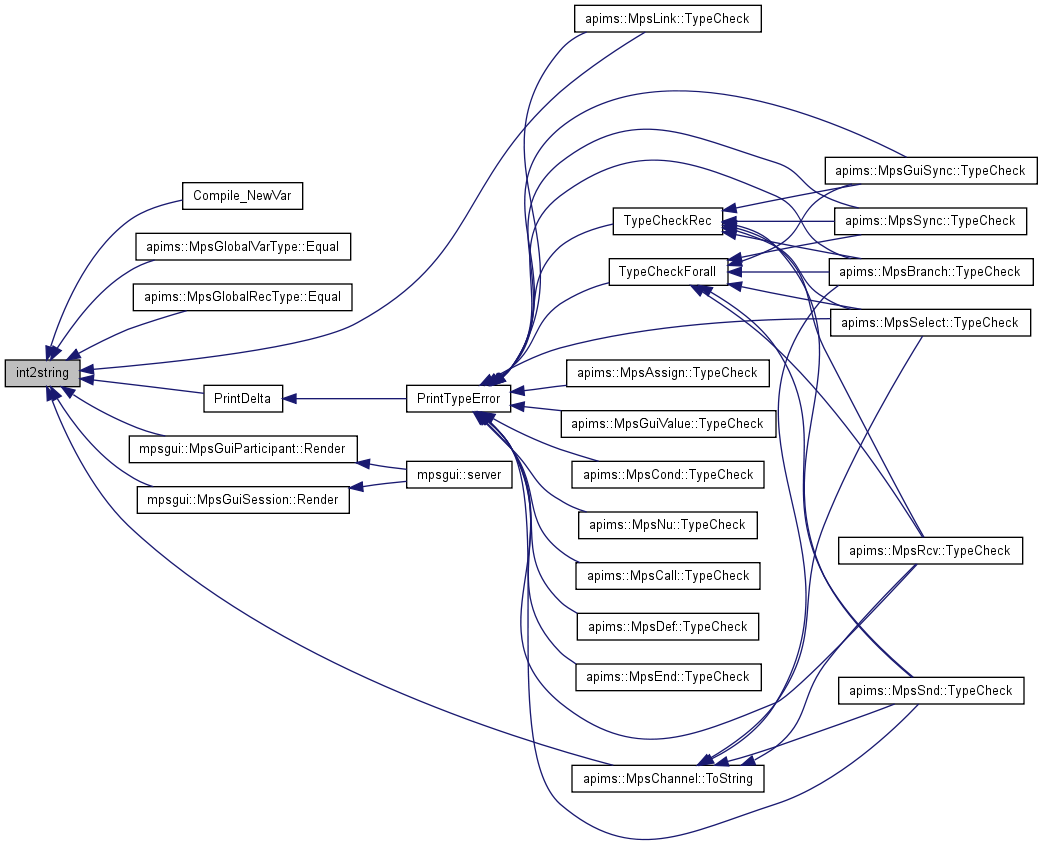 apims::MpsLink::TypeCheck
apims::MpsGuiSync::TypeCheck
Compile_NewVar
TypeCheckRec
apims::MpsSync::TypeCheck
apims::MpsGlobalVarType::Equal
TypeCheckForall
apims::MpsBranch::TypeCheck
apims::MpsGlobalRecType::Equal
apims::MpsSelect::TypeCheck
int2string
apims::MpsAssign::TypeCheck
PrintDelta
PrintTypeError
apims::MpsGuiValue::TypeCheck
mpsgui::MpsGuiParticipant::Render
mpsgui::server
apims::MpsCond::TypeCheck
mpsgui::MpsGuiSession::Render
apims::MpsNu::TypeCheck
apims::MpsRcv::TypeCheck
apims::MpsCall::TypeCheck
apims::MpsDef::TypeCheck
apims::MpsEnd::TypeCheck
apims::MpsSnd::TypeCheck
apims::MpsChannel::ToString